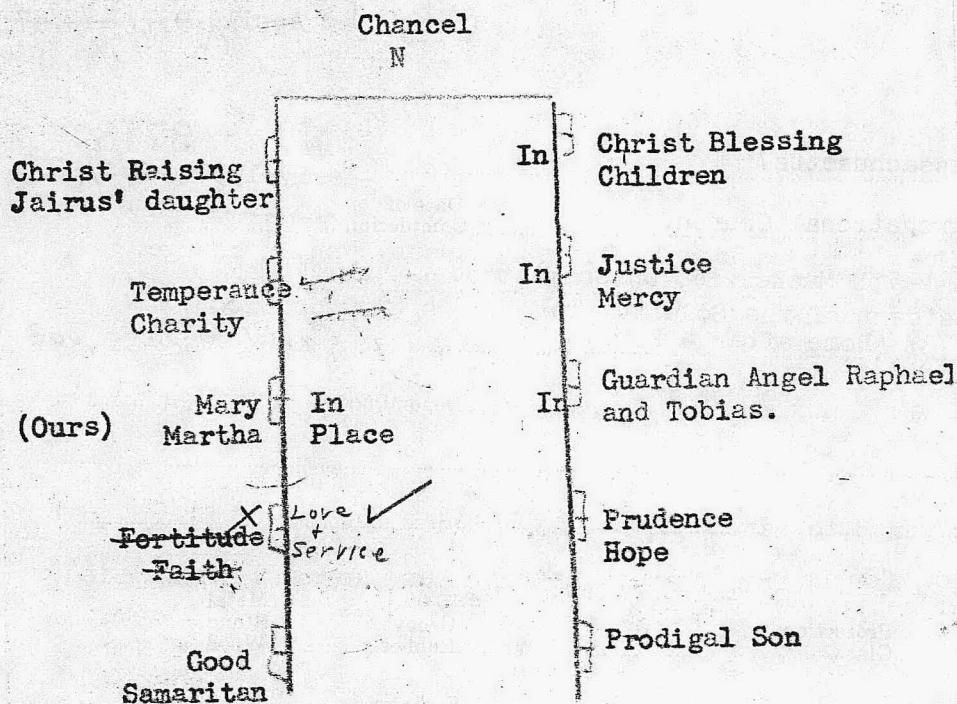 Chancel
N
Christ Raising
Jairus' daughter
In
Christ Blessing
Children
Temperance
Charity
In
Justice
Mercy
(Ours)
Mary
Martha
In
Place
In
Guardian Angel Raphael
and Tobias.
Fortitude
Faith
Love
+
Service
Prudence
Hope
Good
Samaritan
Prodigal Son